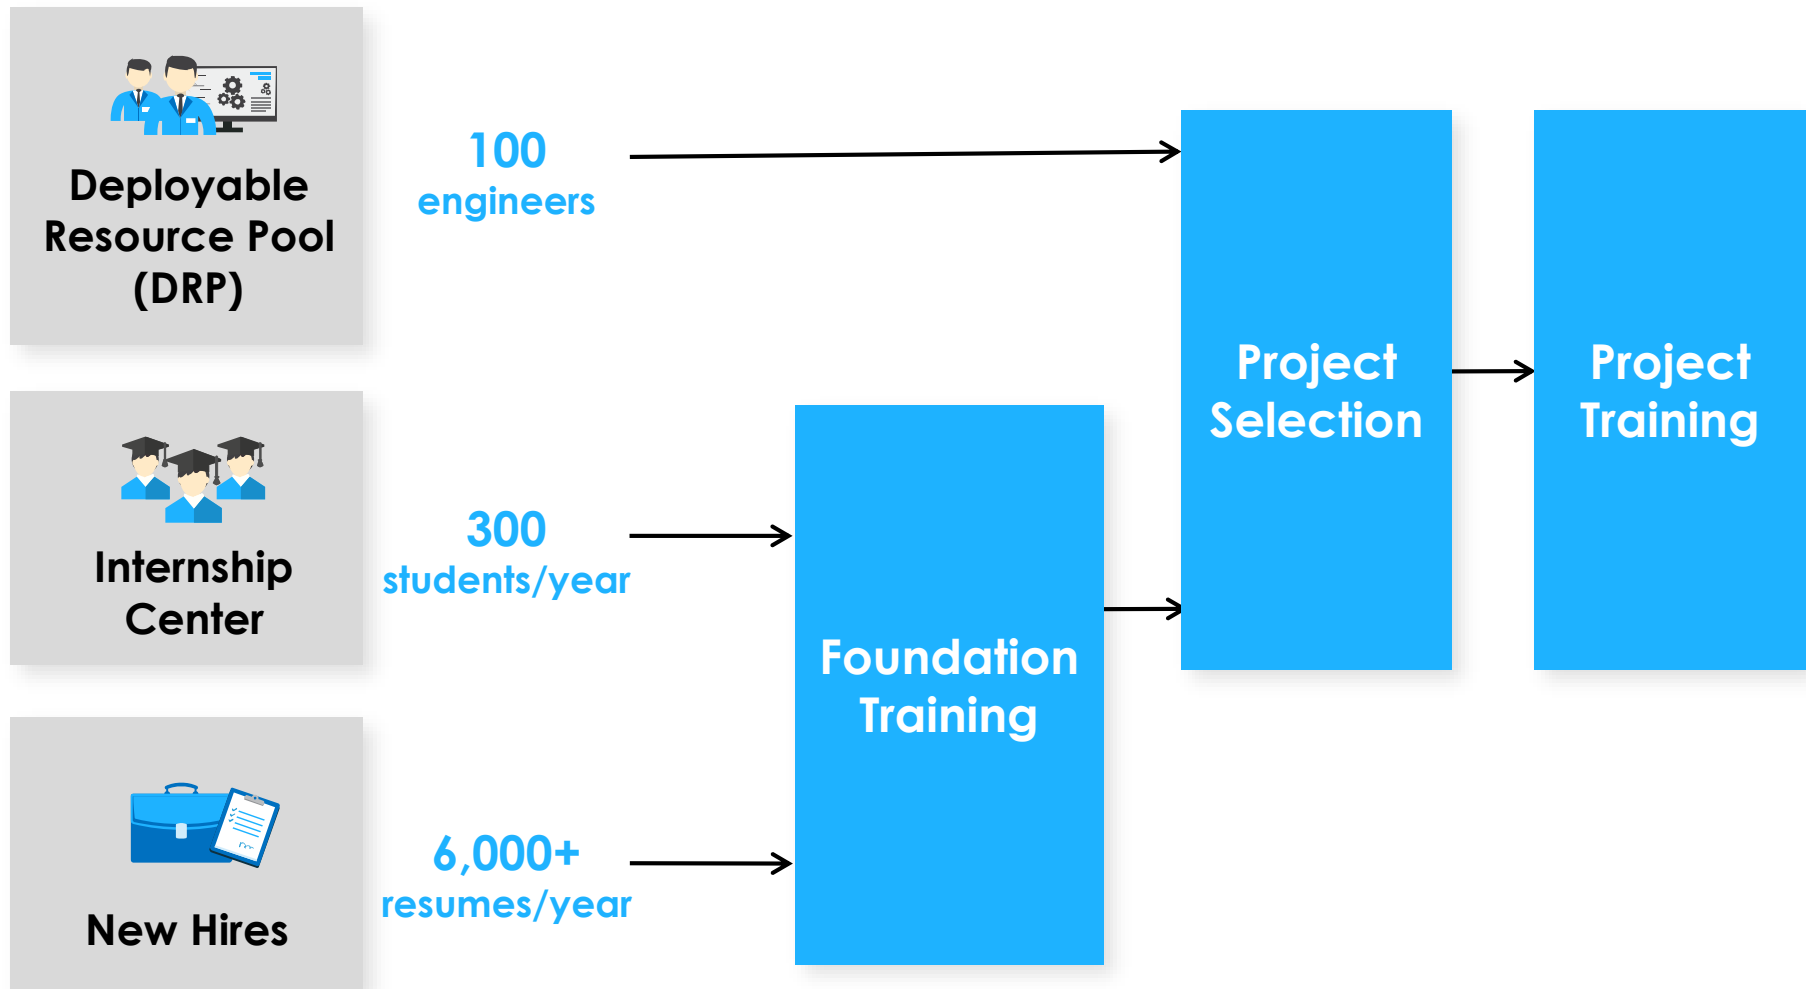 Deployable
Resource Pool
(DRP)
100
engineers
Internship
Center
300
students/year
New Hires
6,000+
resumes/year
Foundation
Training
Project
Selection
Project
Training